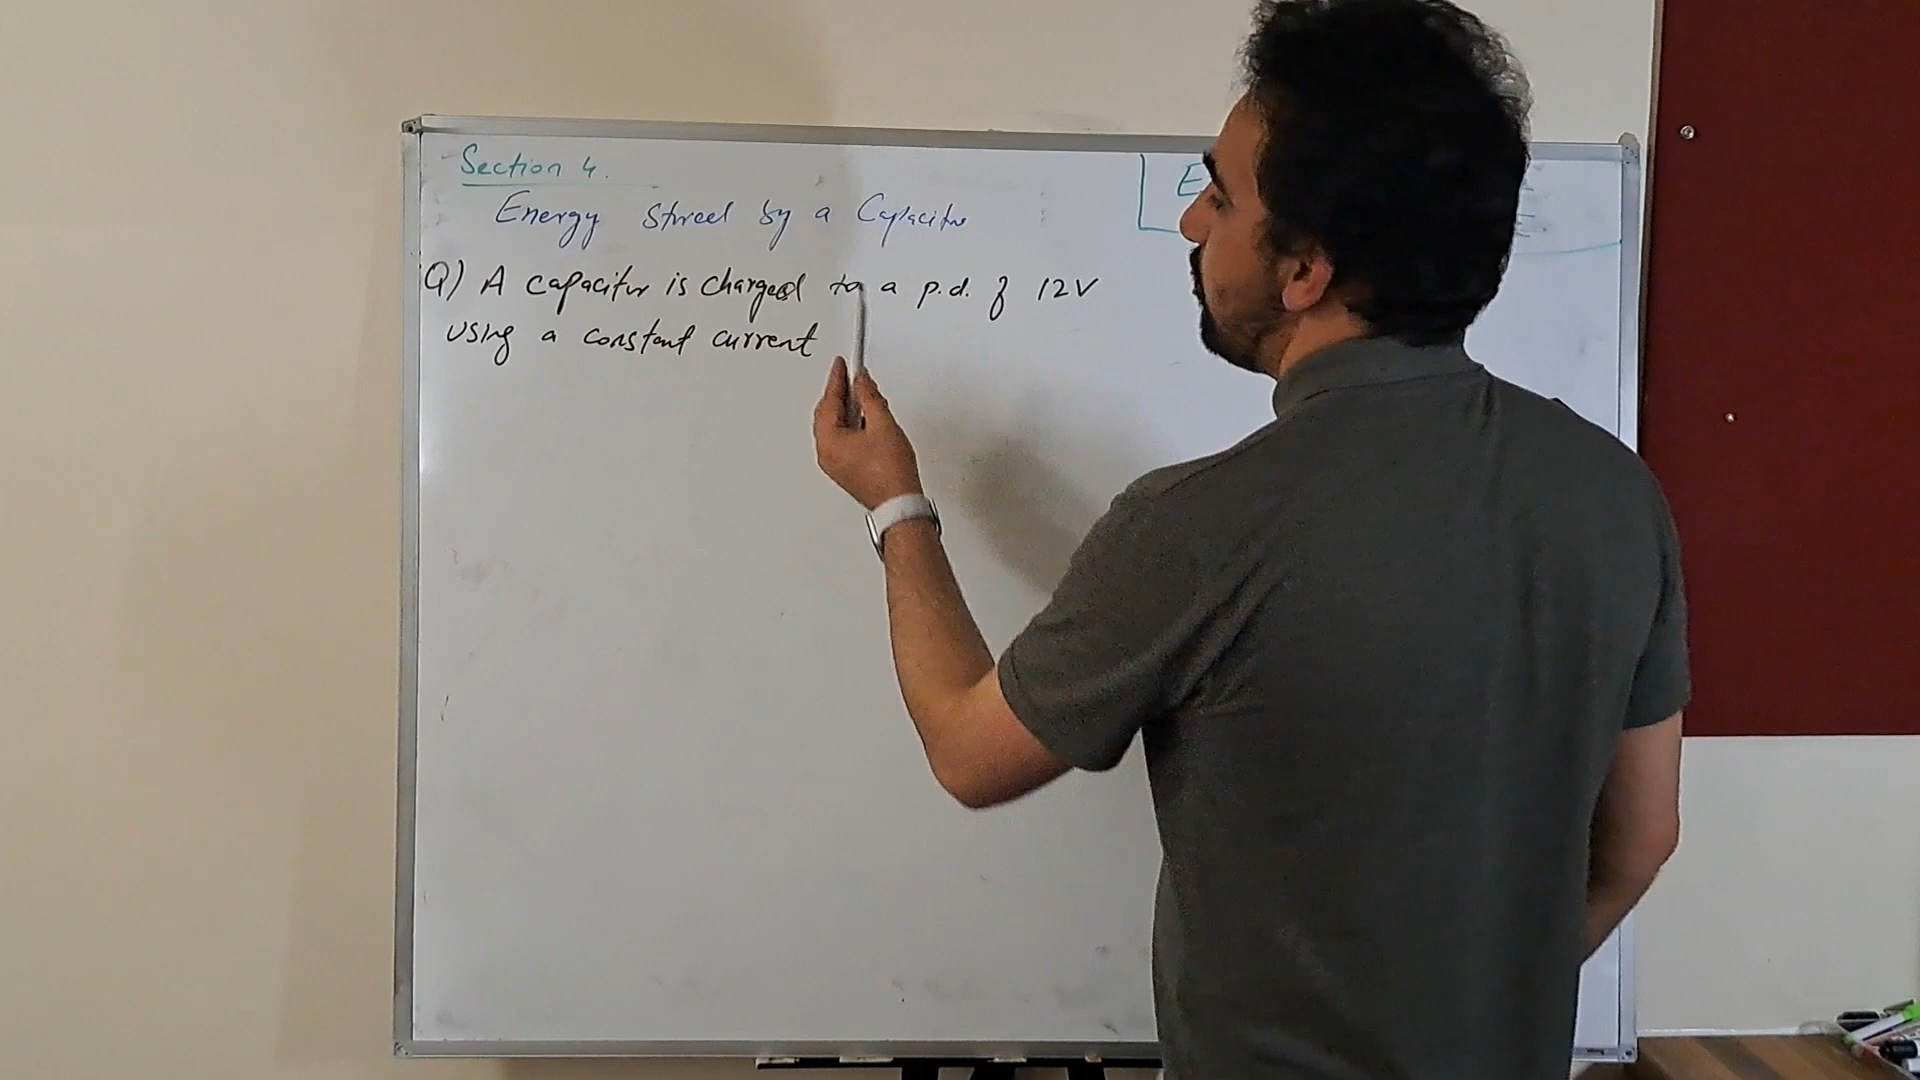 Section 4.
Energy stored by a Capacitor
E
Q) A capacitor is charged to a p.d. of 12V
using a constant current